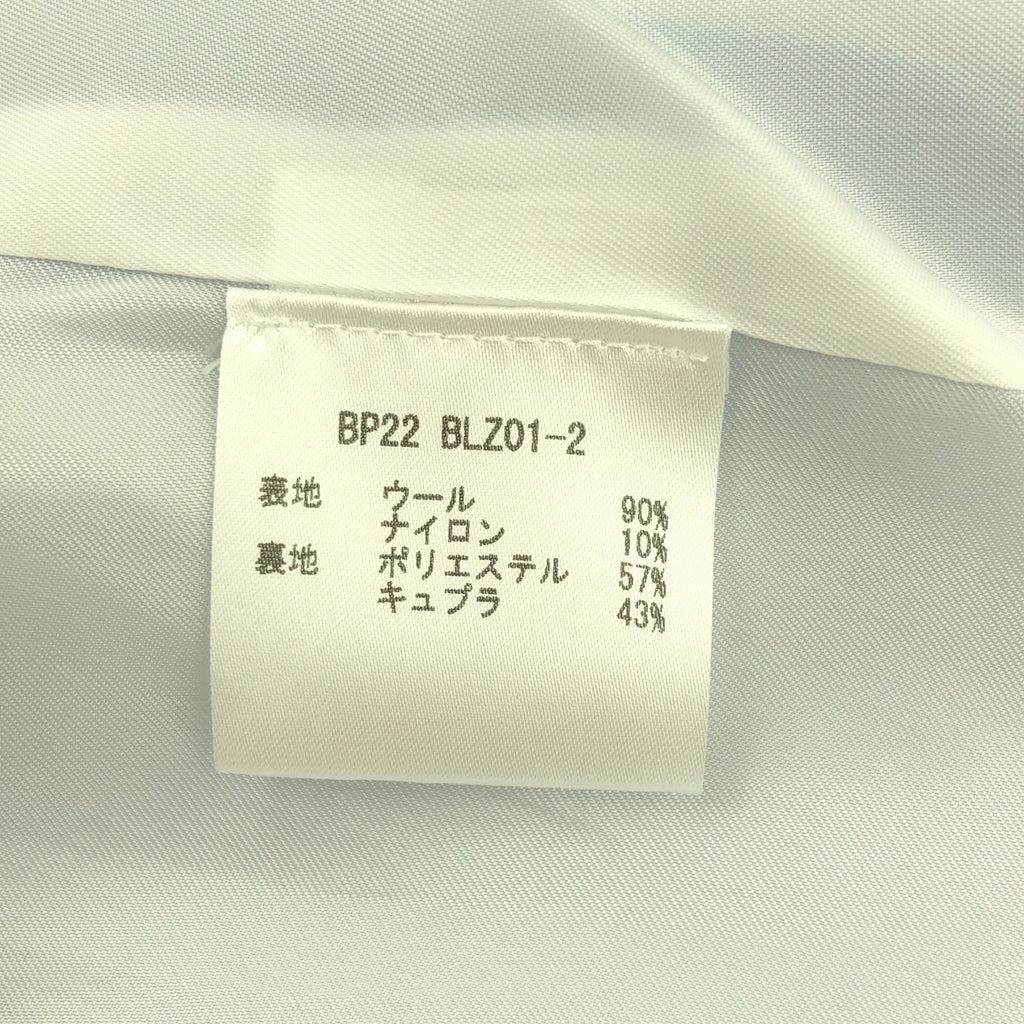 BP22 BLZ01-2
表地 ウール 90%
ナイロン 10%
裏地 ポリエステル 57%
キュプラ 43%